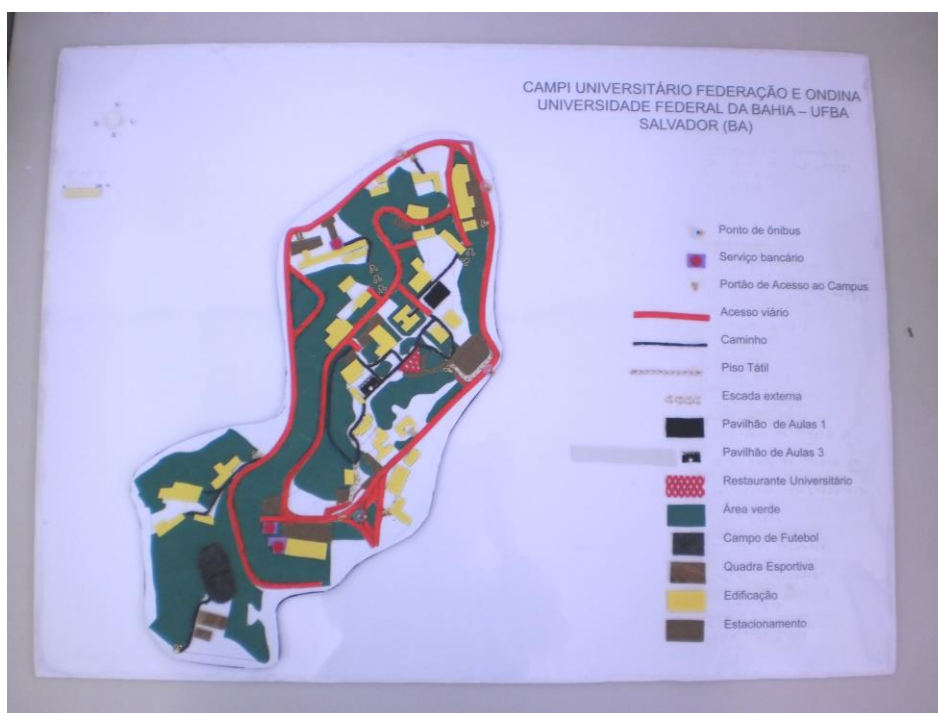 CAMPI UNIVERSITÁRIO FEDERAÇÃO E ONDINA
UNIVERSIDADE FEDERAL DA BAHIA – UFBA
SALVADOR (BA)
Ponto de ônibus
Serviço bancário
Portão de Acesso ao Campus
Acesso viário
Caminho
Piso Tátil
Escada externa
Pavilhão de Aulas 1
Pavilhão de Aulas 3
Restaurante Universitário
Área verde
Campo de Futebol
Quadra Esportiva
Edificação
Estacionamento